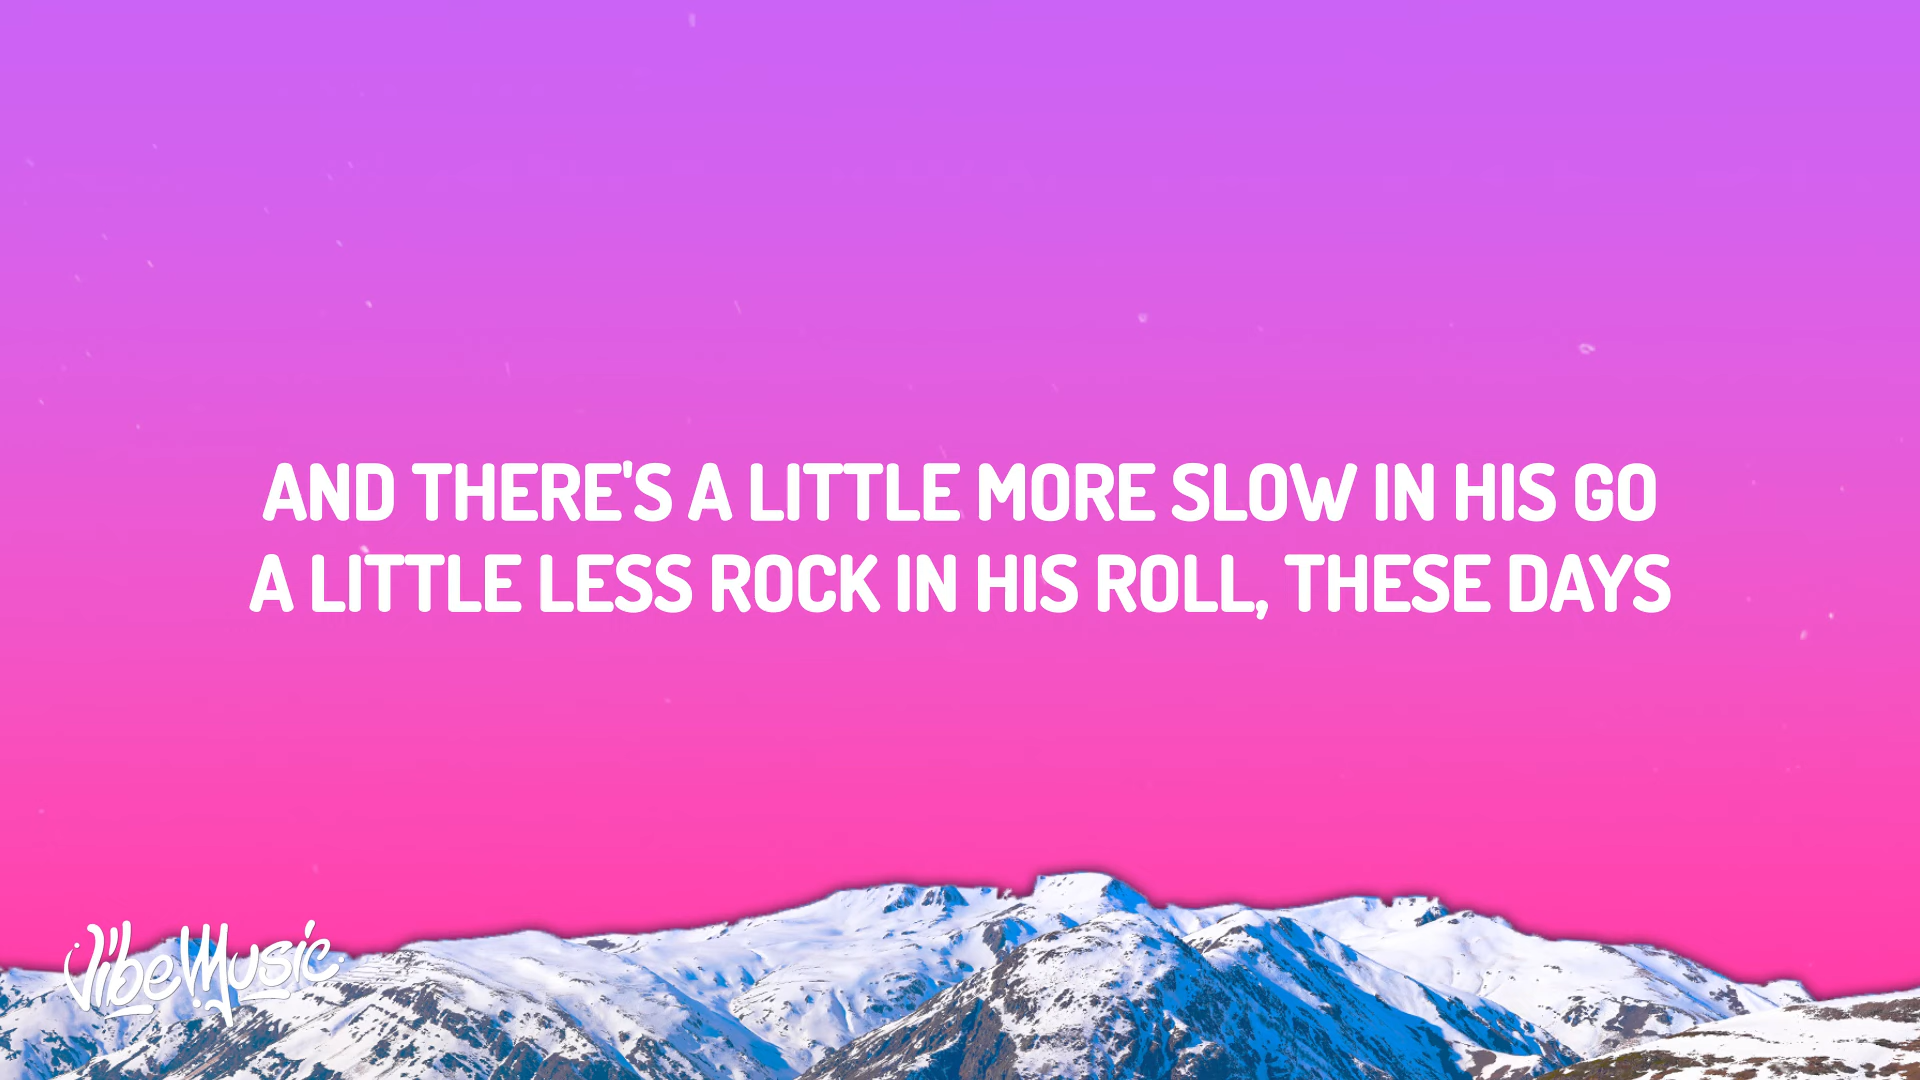 AND THERE'S A LITTLE MORE SLOW IN HIS GO
A LITTLE LESS ROCK IN HIS ROLL, THESE DAYS
VibeMusic